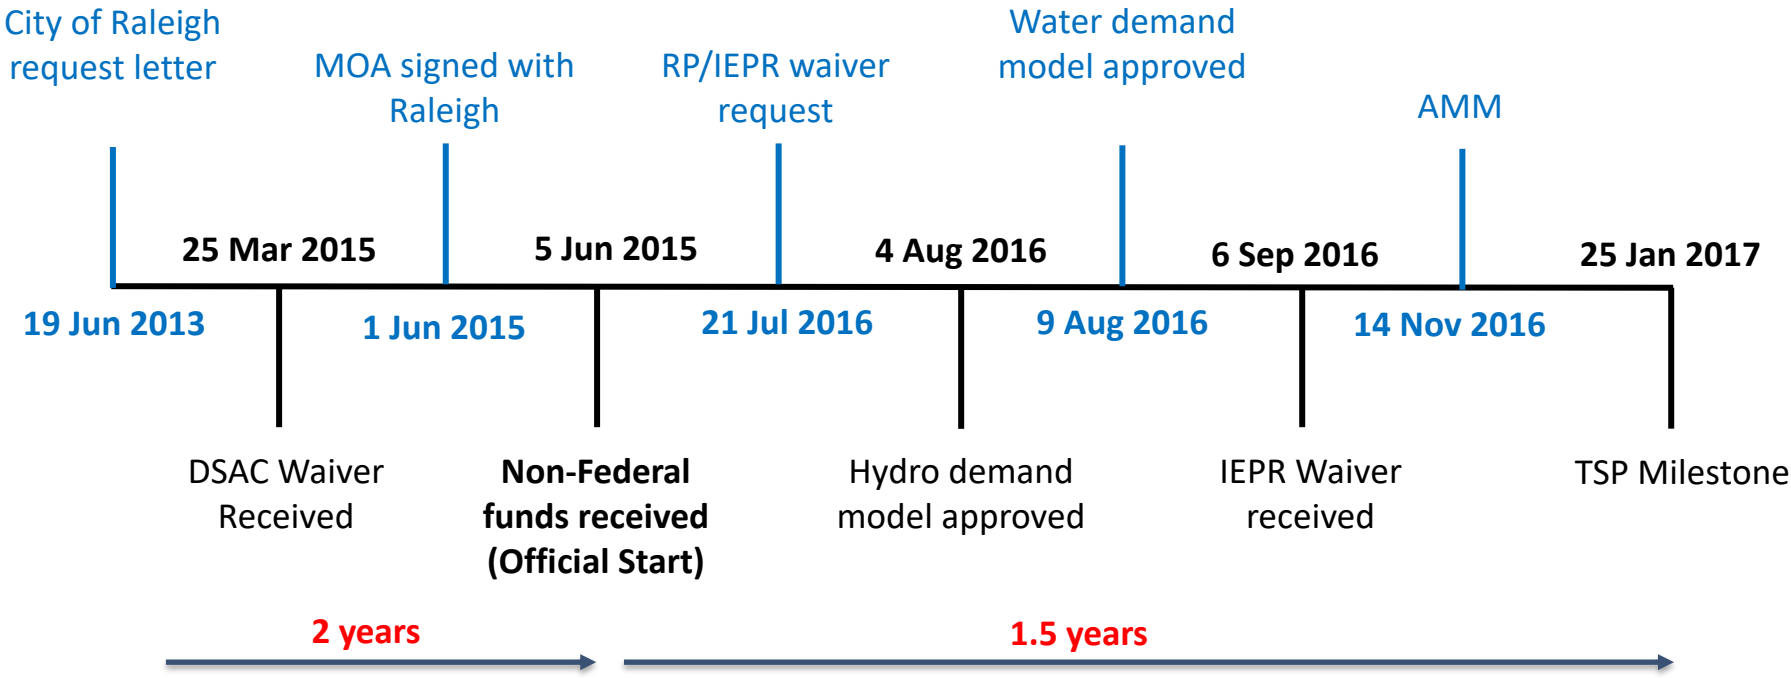 City of Raleigh
request letter
MOA signed with
Raleigh
RP/IEPR waiver
request
Water demand
model approved
AMM
25 Mar 2015
5 Jun 2015
4 Aug 2016
6 Sep 2016
25 Jan 2017
19 Jun 2013
1 Jun 2015
21 Jul 2016
9 Aug 2016
14 Nov 2016
DSAC Waiver
Received
Non-Federal
funds received
(Official Start)
Hydro demand
model approved
IEPR Waiver
received
TSP Milestone
2 years
1.5 years